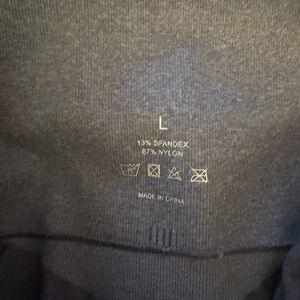 L
13% SPANDEX
87% NYLON
MADE IN CHINA